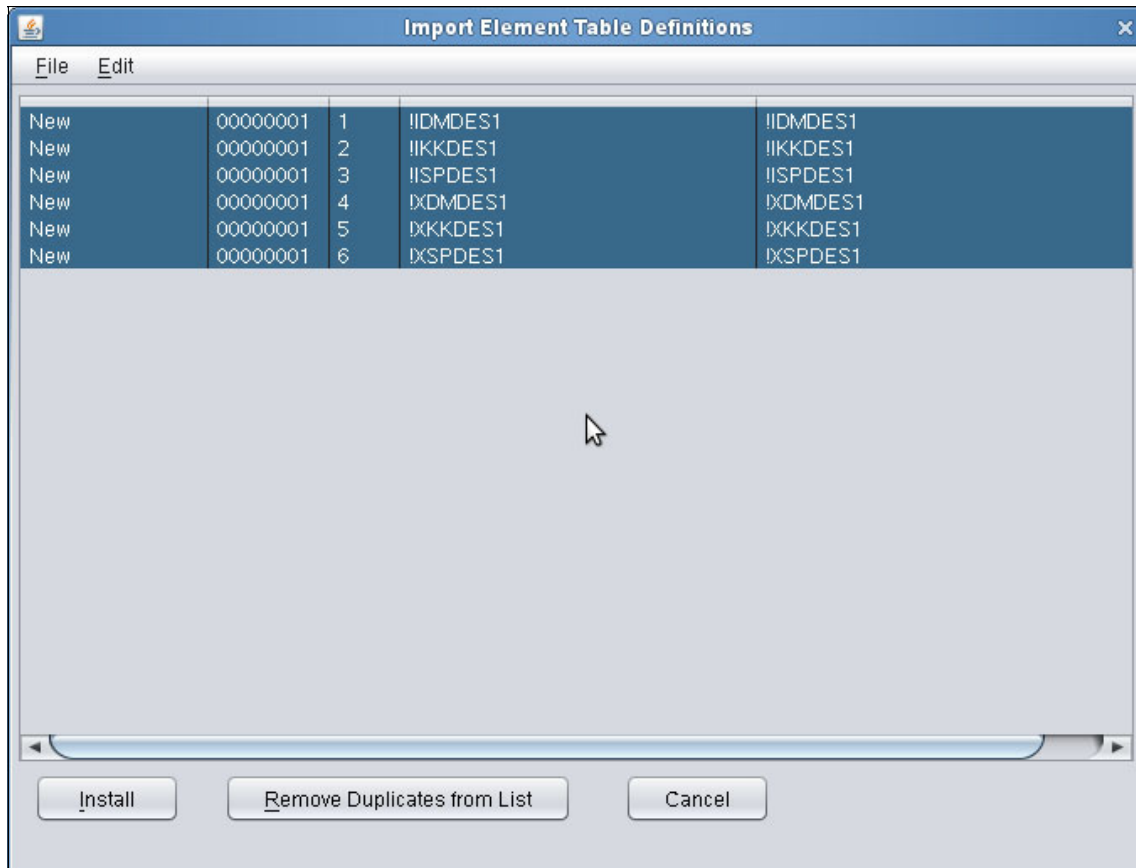 Import Element Table Definitions
File Edit
New 00000001 1 !IDMDES1 !IDMDES1
New 00000001 2 !IKKDES1 !IKKDES1
New 00000001 3 !ISPDES1 !ISPDES1
New 00000001 4 !XDMDES1 !XDMDES1
New 00000001 5 !XKKDES1 !XKKDES1
New 00000001 6 !XSPDES1 !XSPDES1
Install Remove Duplicates from List Cancel